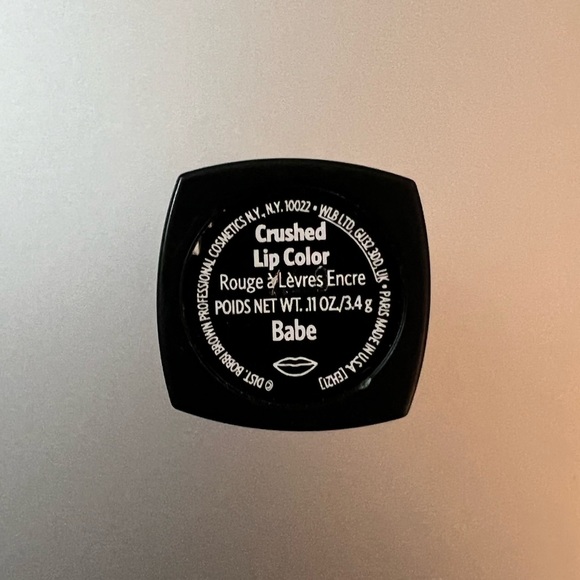 Crushed
Lip Color
Rouge à Lèvres Encre
POIDS NET WT. .11 OZ./3.4 g
Babe
© DIST. BOBBI BROWN PROFESSIONAL COSMETICS N.Y., N.Y. 10022 • WLB LTD. GU32 3DD, UK • PARIS MADE IN U.S.A. [EHZ1]